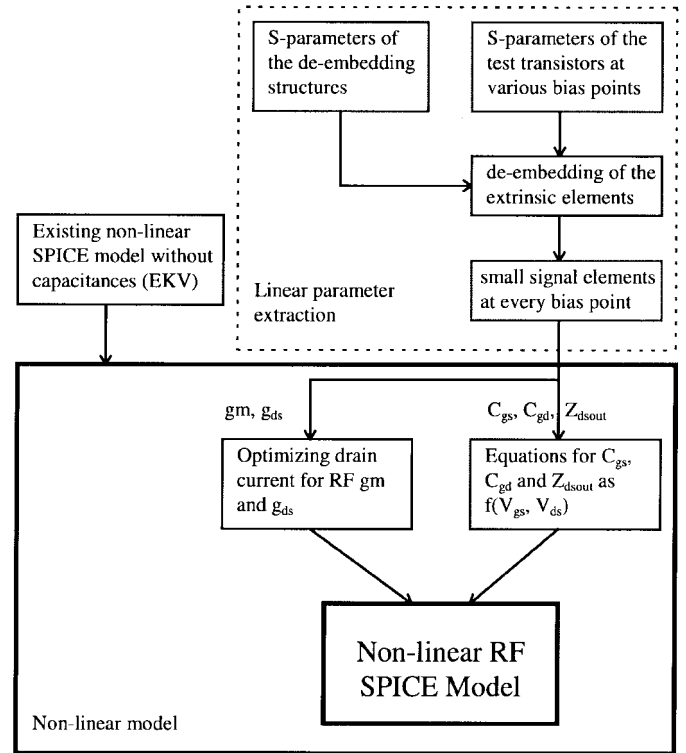 S-parameters of
the de-embedding
structures
S-parameters of the
test transistors at
various bias points
de-embedding of the
extrinsic elements
Existing non-linear
SPICE model without
capacitances (EKV)
Linear parameter
extraction
small signal elements
at every bias point
gm, gds
Cgs, Cgd, Zdsout
Optimizing drain
current for RF gm
and gds
Equations for Cgs,
Cgd and Zdsout as
f(Vgs, Vds)
Non-linear RF
SPICE Model
Non-linear model